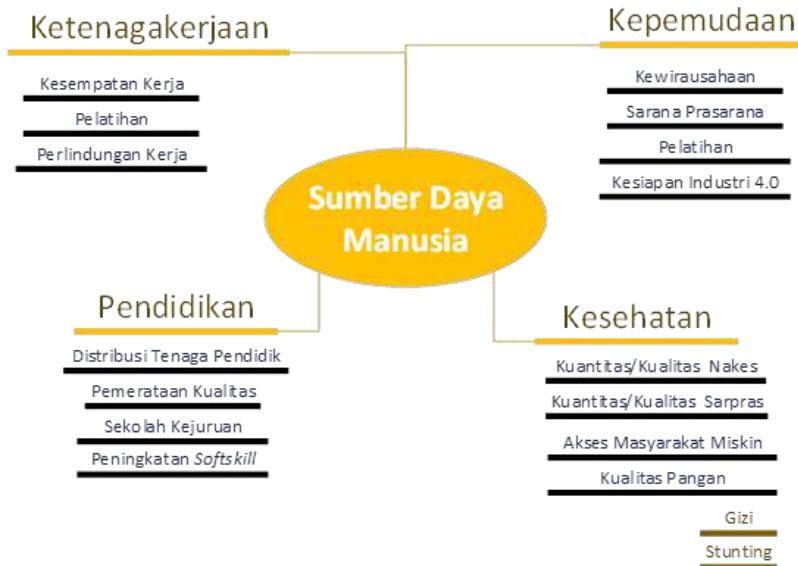 Ketenagakerjaan
Kesempatan Kerja
Pelatihan
Perlindungan Kerja
Kepemudaan
Kewirausahaan
Sarana Prasarana
Pelatihan
Kesiapan Industri 4.0
Sumber Daya
Manusia
Pendidikan
Distribusi Tenaga Pendidik
Pemerataan Kualitas
Sekolah Kejuruan
Peningkatan Softskill
Kesehatan
Kuantitas/Kualitas Nakes
Kuantitas/Kualitas Sarpras
Akses Masyarakat Miskin
Kualitas Pangan
Gizi
Stunting